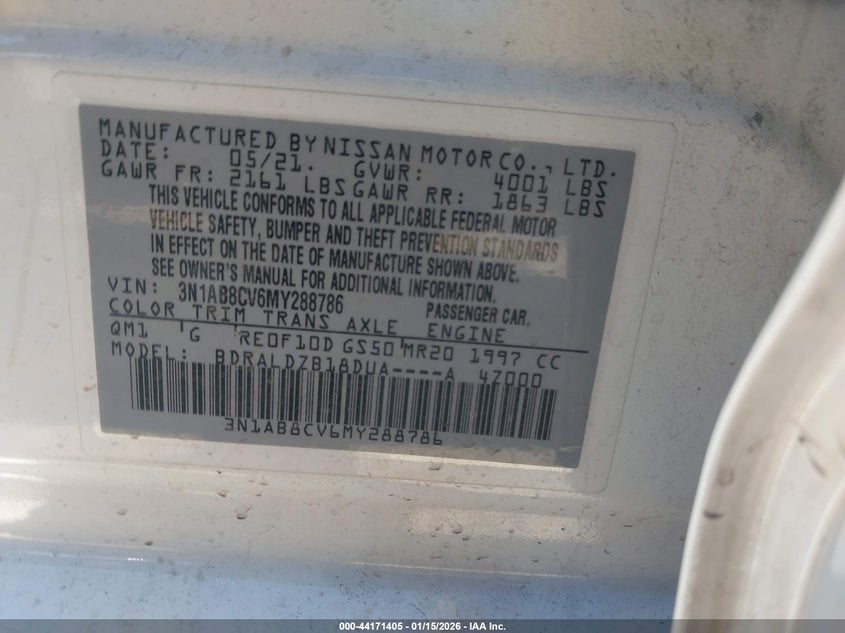 MANUFACTURED BY NISSAN MOTOR CO., LTD.
DATE: 05/21. GVWR: 4001 LBS
GAWR FR: 2161 LBS GAWR RR: 1863 LBS
THIS VEHICLE CONFORMS TO ALL APPLICABLE FEDERAL MOTOR
VEHICLE SAFETY, BUMPER AND THEFT PREVENTION STANDARDS
IN EFFECT ON THE DATE OF MANUFACTURE SHOWN ABOVE.
SEE OWNER'S MANUAL FOR ADDITIONAL INFORMATION.
VIN: 3N1AB8CV6MY288786 PASSENGER CAR.
COLOR TRIM TRANS AXLE ENGINE
QM1 G RE0F10D GS50 MR20 1997 CC
MODEL: BDRALDZB18DUA----A 4Z000
3N1AB8CV6MY288786
000-44171405 - 01/15/2026 - IAA Inc.